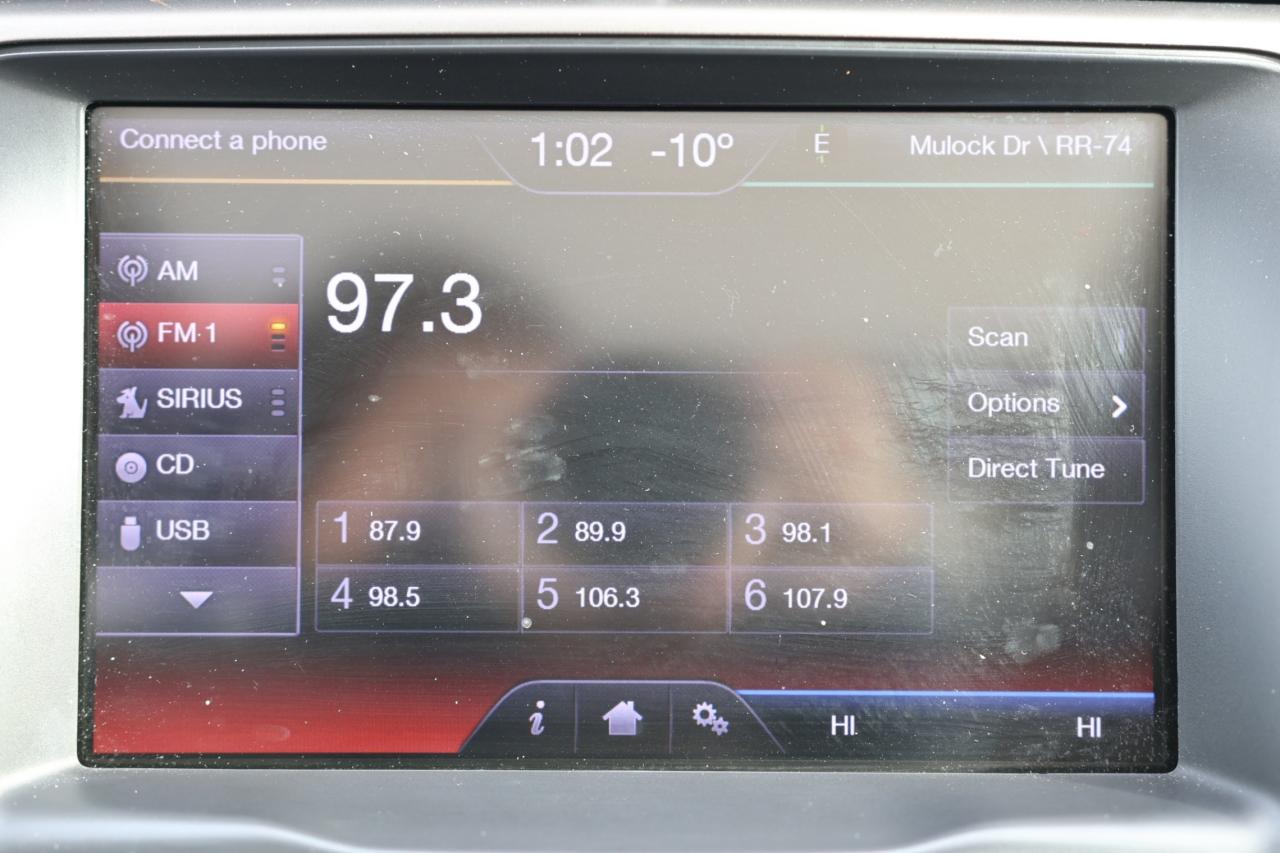 Connect a phone
1:02 -10°
E
Mulock Dr \ RR-74
AM
FM 1
SIRIUS
CD
USB
97.3
Scan
Options
Direct Tune
1 87.9
2 89.9
3 98.1
4 98.5
5 106.3
6 107.9
i
HI
HI